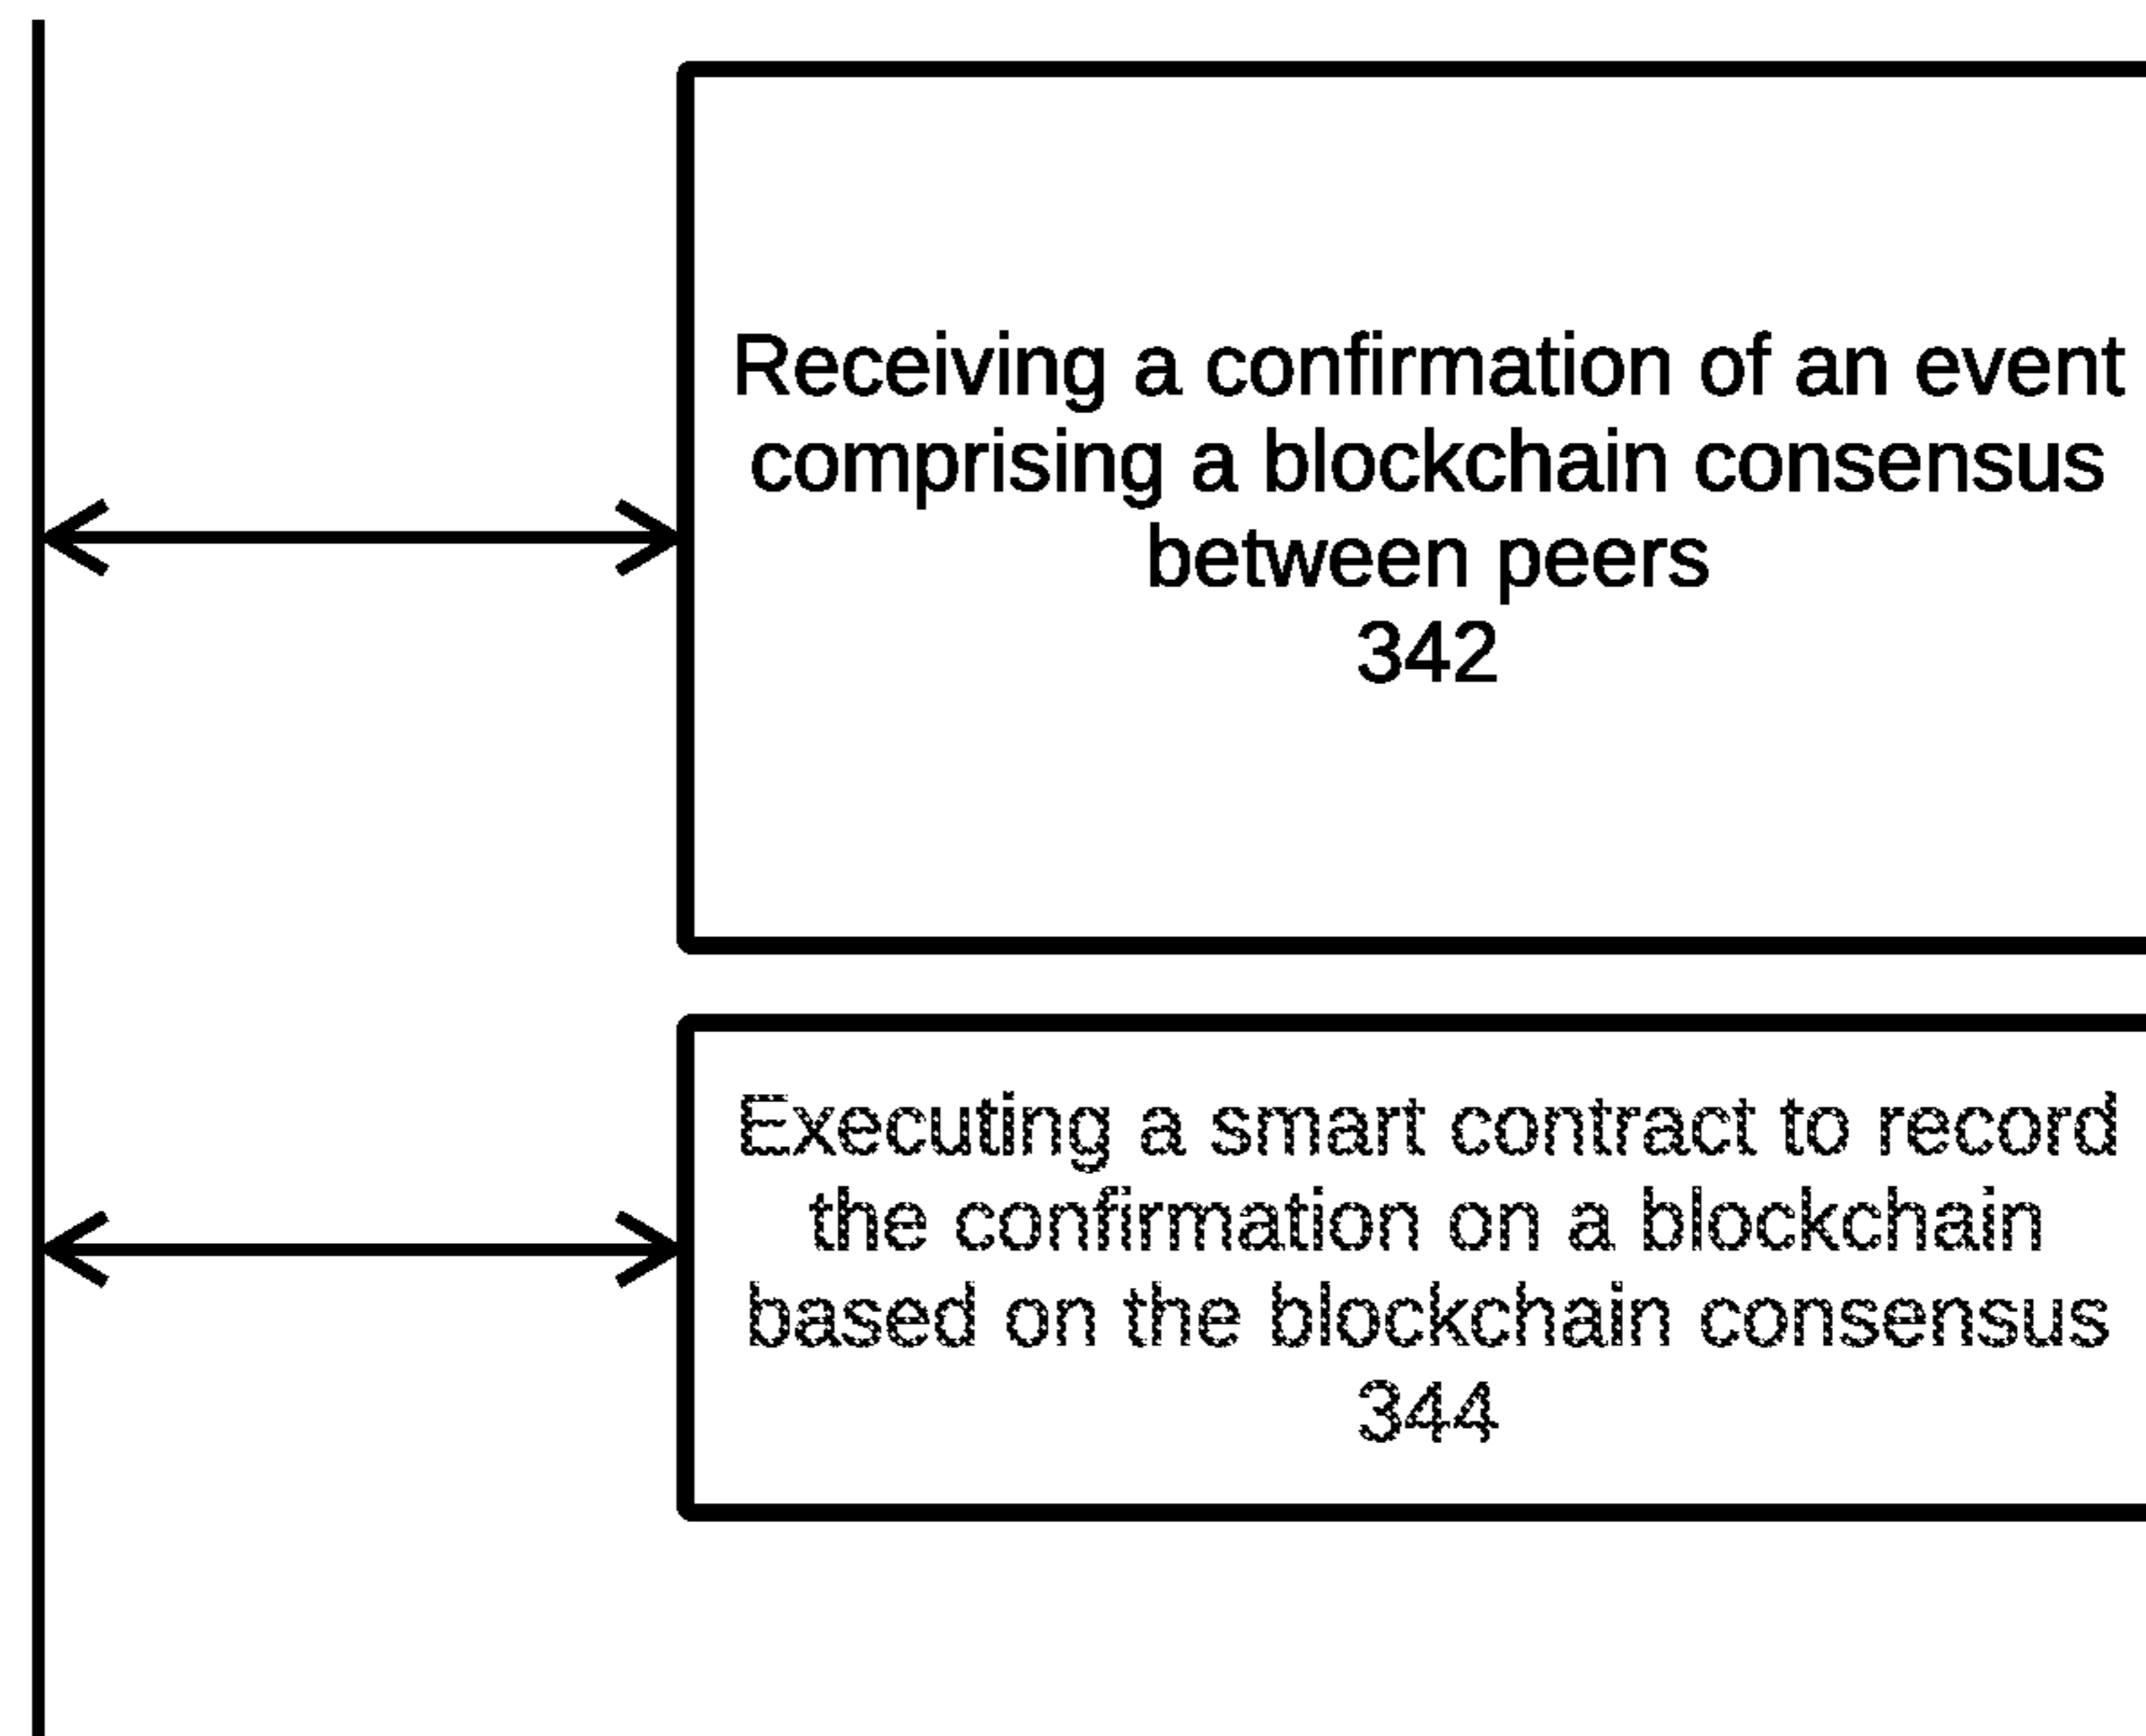 Receiving a confirmation of an event
comprising a blockchain consensus
between peers
342
Executing a smart contract to record
the confirmation on a blockchain
based on the blockchain consensus
344